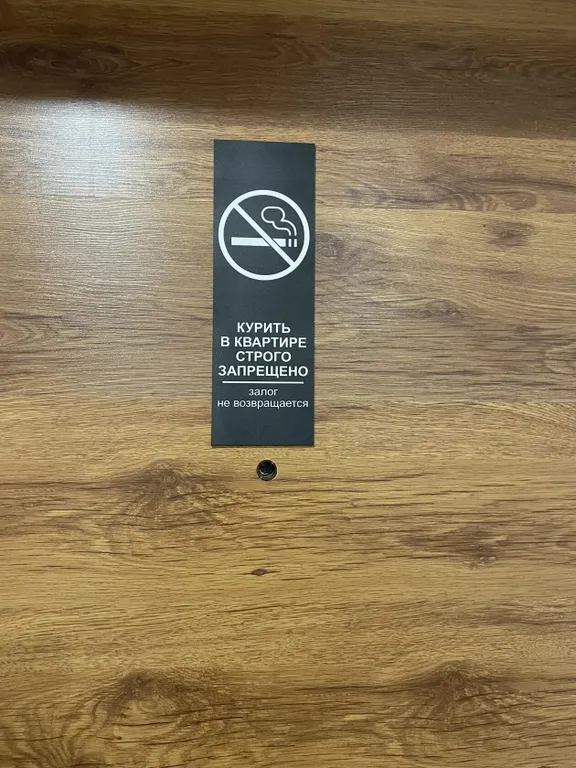 КУРИТЬ
В КВАРТИРЕ
СТРОГО
ЗАПРЕЩЕНО
залог
не возвращается